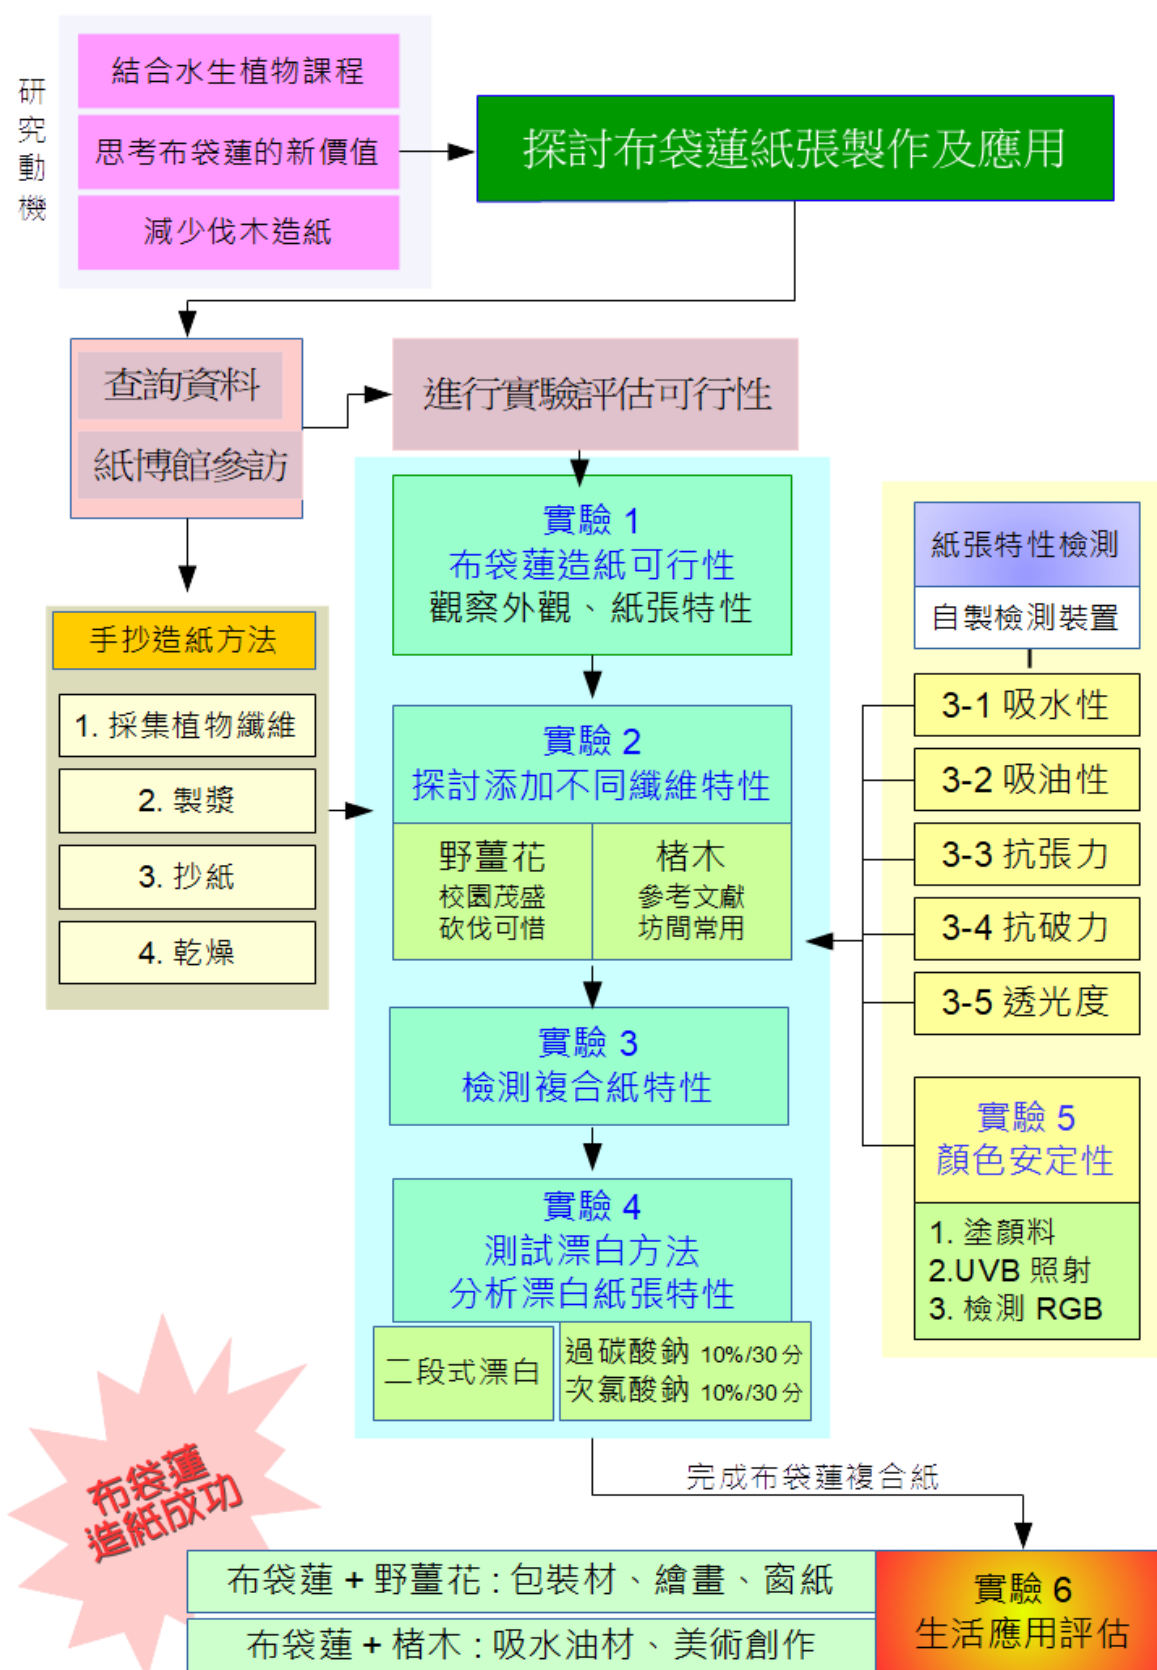 研究動機
結合水生植物課程
思考布袋蓮的新價值
減少伐木造紙
探討布袋蓮紙張製作及應用
查詢資料
紙博館參訪
進行實驗評估可行性
手抄造紙方法
1. 採集植物纖維
2. 製漿
3. 抄紙
4. 乾燥
實驗 1
布袋蓮造紙可行性
觀察外觀、紙張特性
實驗 2
探討添加不同纖維特性
野薑花
校園茂盛
砍伐可惜
楮木
參考文獻
坊間常用
實驗 3
檢測複合紙特性
實驗 4
測試漂白方法
分析漂白紙張特性
二段式漂白
過碳酸鈉 10%/30分
次氯酸鈉 10%/30分
紙張特性檢測
自製檢測裝置
3-1 吸水性
3-2 吸油性
3-3 抗張力
3-4 抗破力
3-5 透光度
實驗 5
顏色安定性
1. 塗顏料
2.UVB 照射
3. 檢測 RGB
完成布袋蓮複合紙
布袋蓮
造紙成功
布袋蓮 + 野薑花 : 包裝材、繪畫、窗紙
布袋蓮 + 楮木 : 吸水油材、美術創作
實驗 6
生活應用評估